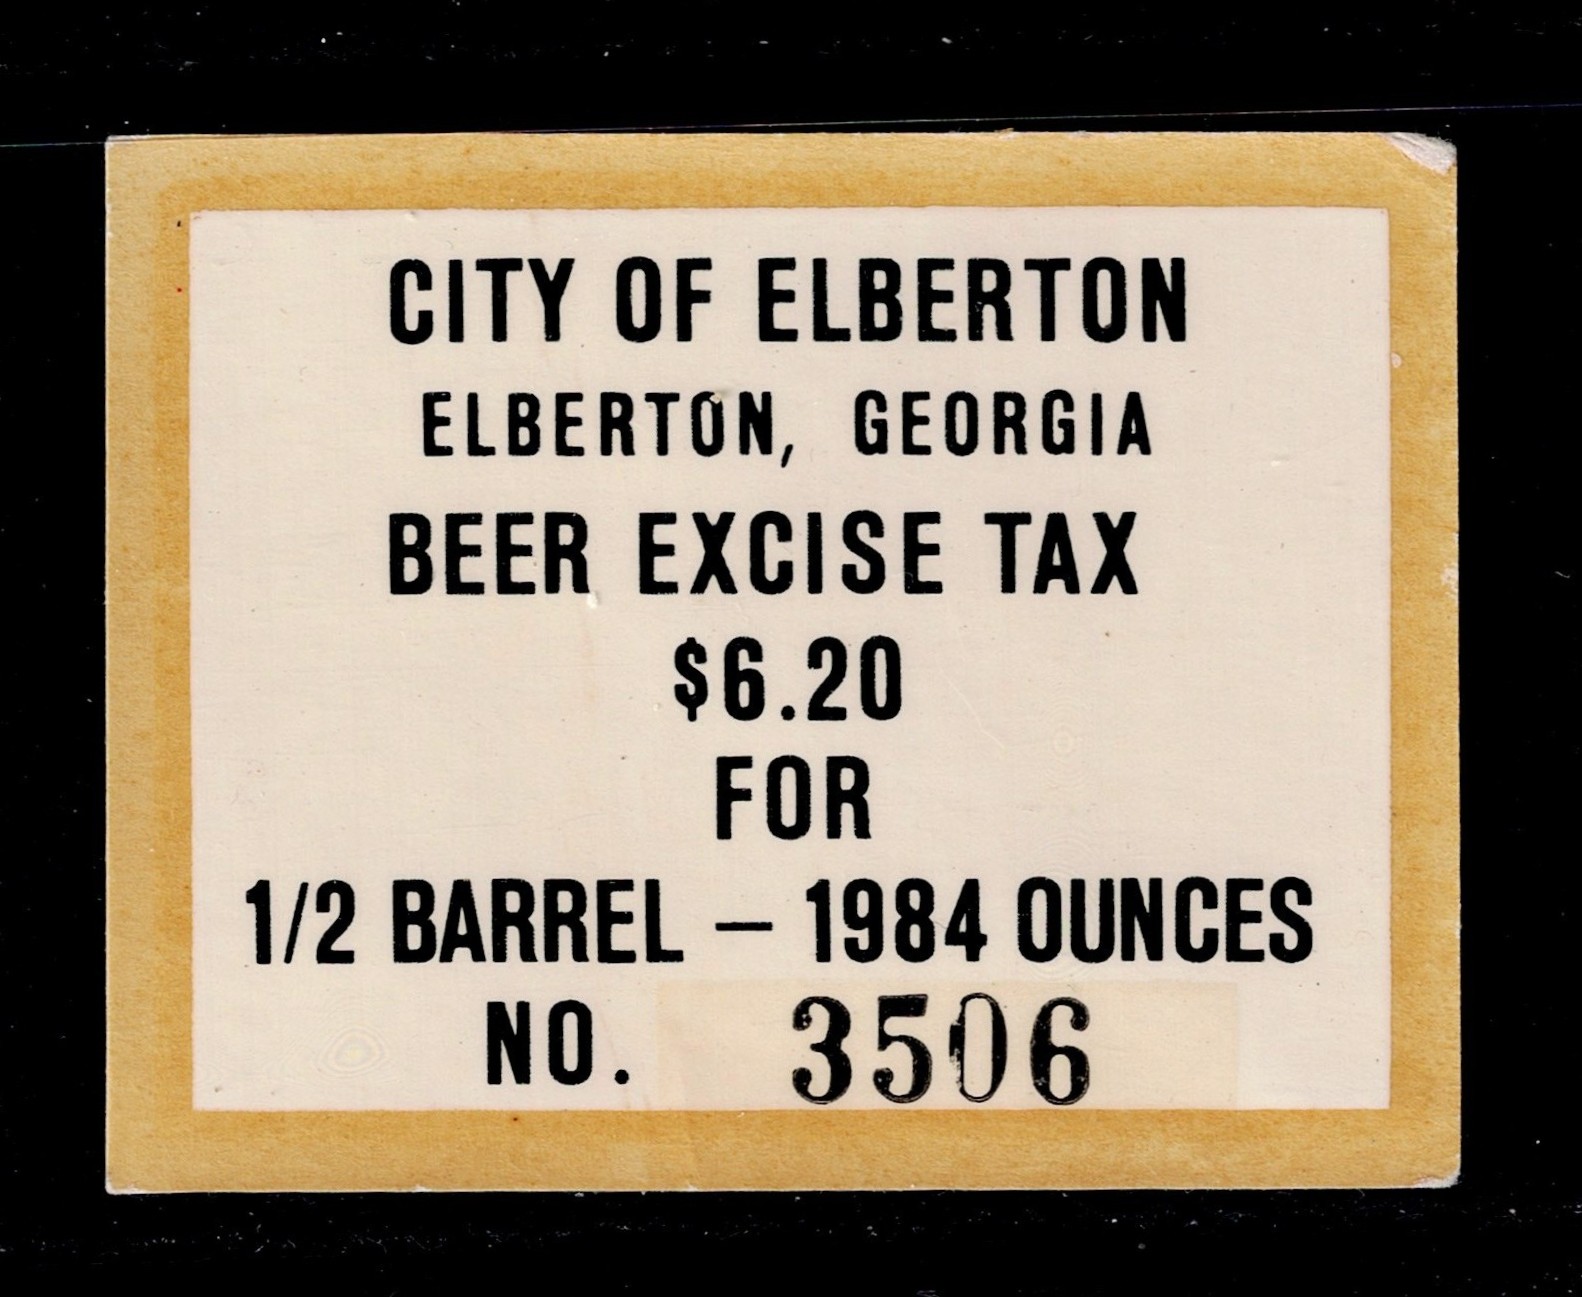 CITY OF ELBERTON
ELBERTON, GEORGIA
BEER EXCISE TAX
$6.20
FOR
1/2 BARREL — 1984 OUNCES
NO. 3506